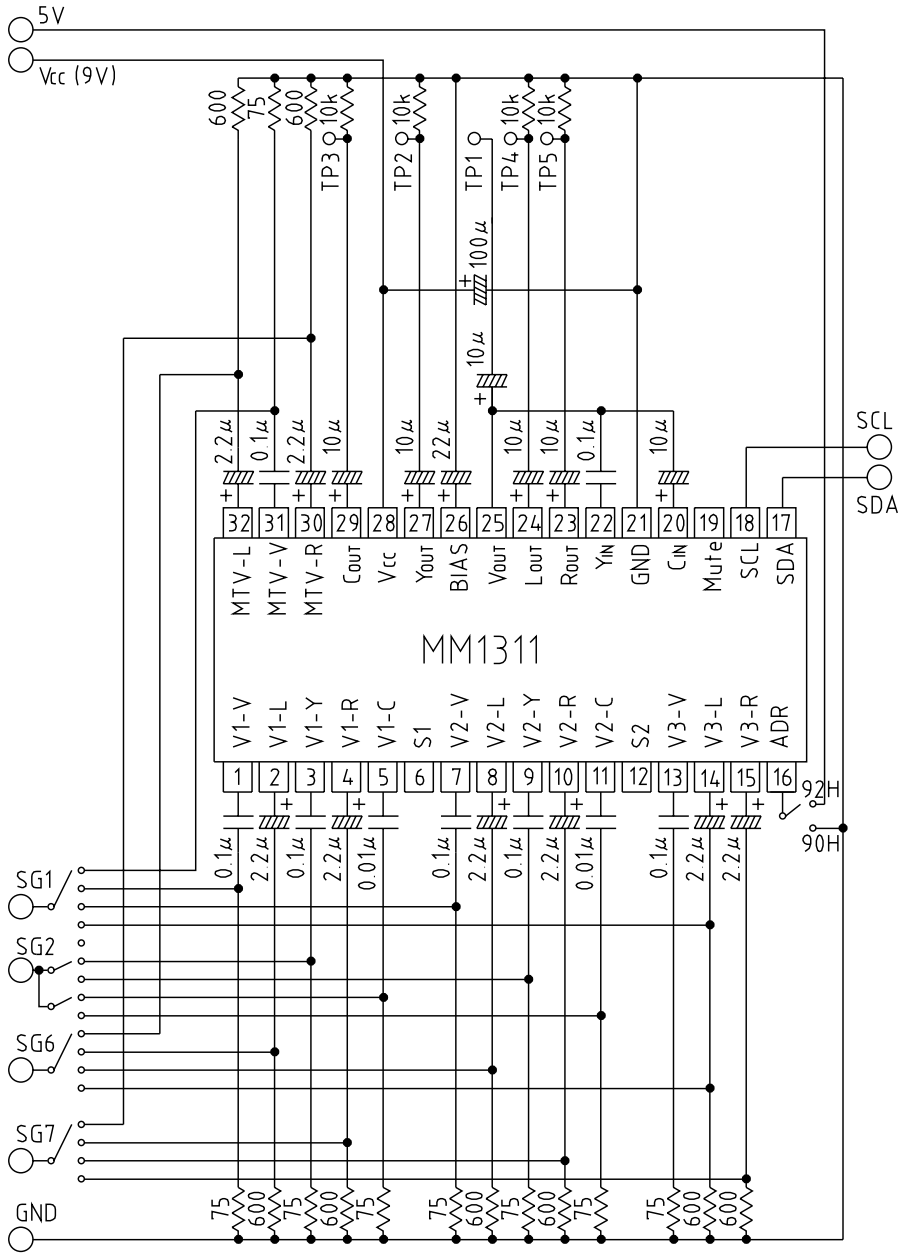 5V
Vcc (9V)
600
75
600
10k
10k
10k
10k
TP3
TP2
TP1
TP4
TP5
+
100µ
10µ
+
2.2µ
0.1µ
2.2µ
10µ
10µ
22µ
10µ
10µ
0.1µ
10µ
SCL
SDA
+
+
+
+
+
+
+
+
32
31
30
29
28
27
26
25
24
23
22
21
20
19
18
17
MTV-L
MTV-V
MTV-R
COUT
VCC
YOUT
BIAS
VOUT
LOUT
ROUT
YIN
GND
CIN
Mute
SCL
SDA
MM1311
V1-V
V1-L
V1-Y
V1-R
V1-C
S1
V2-V
V2-L
V2-Y
V2-R
V2-C
S2
V3-V
V3-L
V3-R
ADR
1
2
3
4
5
6
7
8
9
10
11
12
13
14
15
16
+
+
+
+
+
+
92H
90H
0.1µ
2.2µ
0.1µ
2.2µ
0.01µ
0.1µ
2.2µ
0.1µ
2.2µ
0.01µ
0.1µ
2.2µ
2.2µ
SG1
SG2
SG6
SG7
75
600
75
600
75
75
600
75
600
75
75
600
600
GND